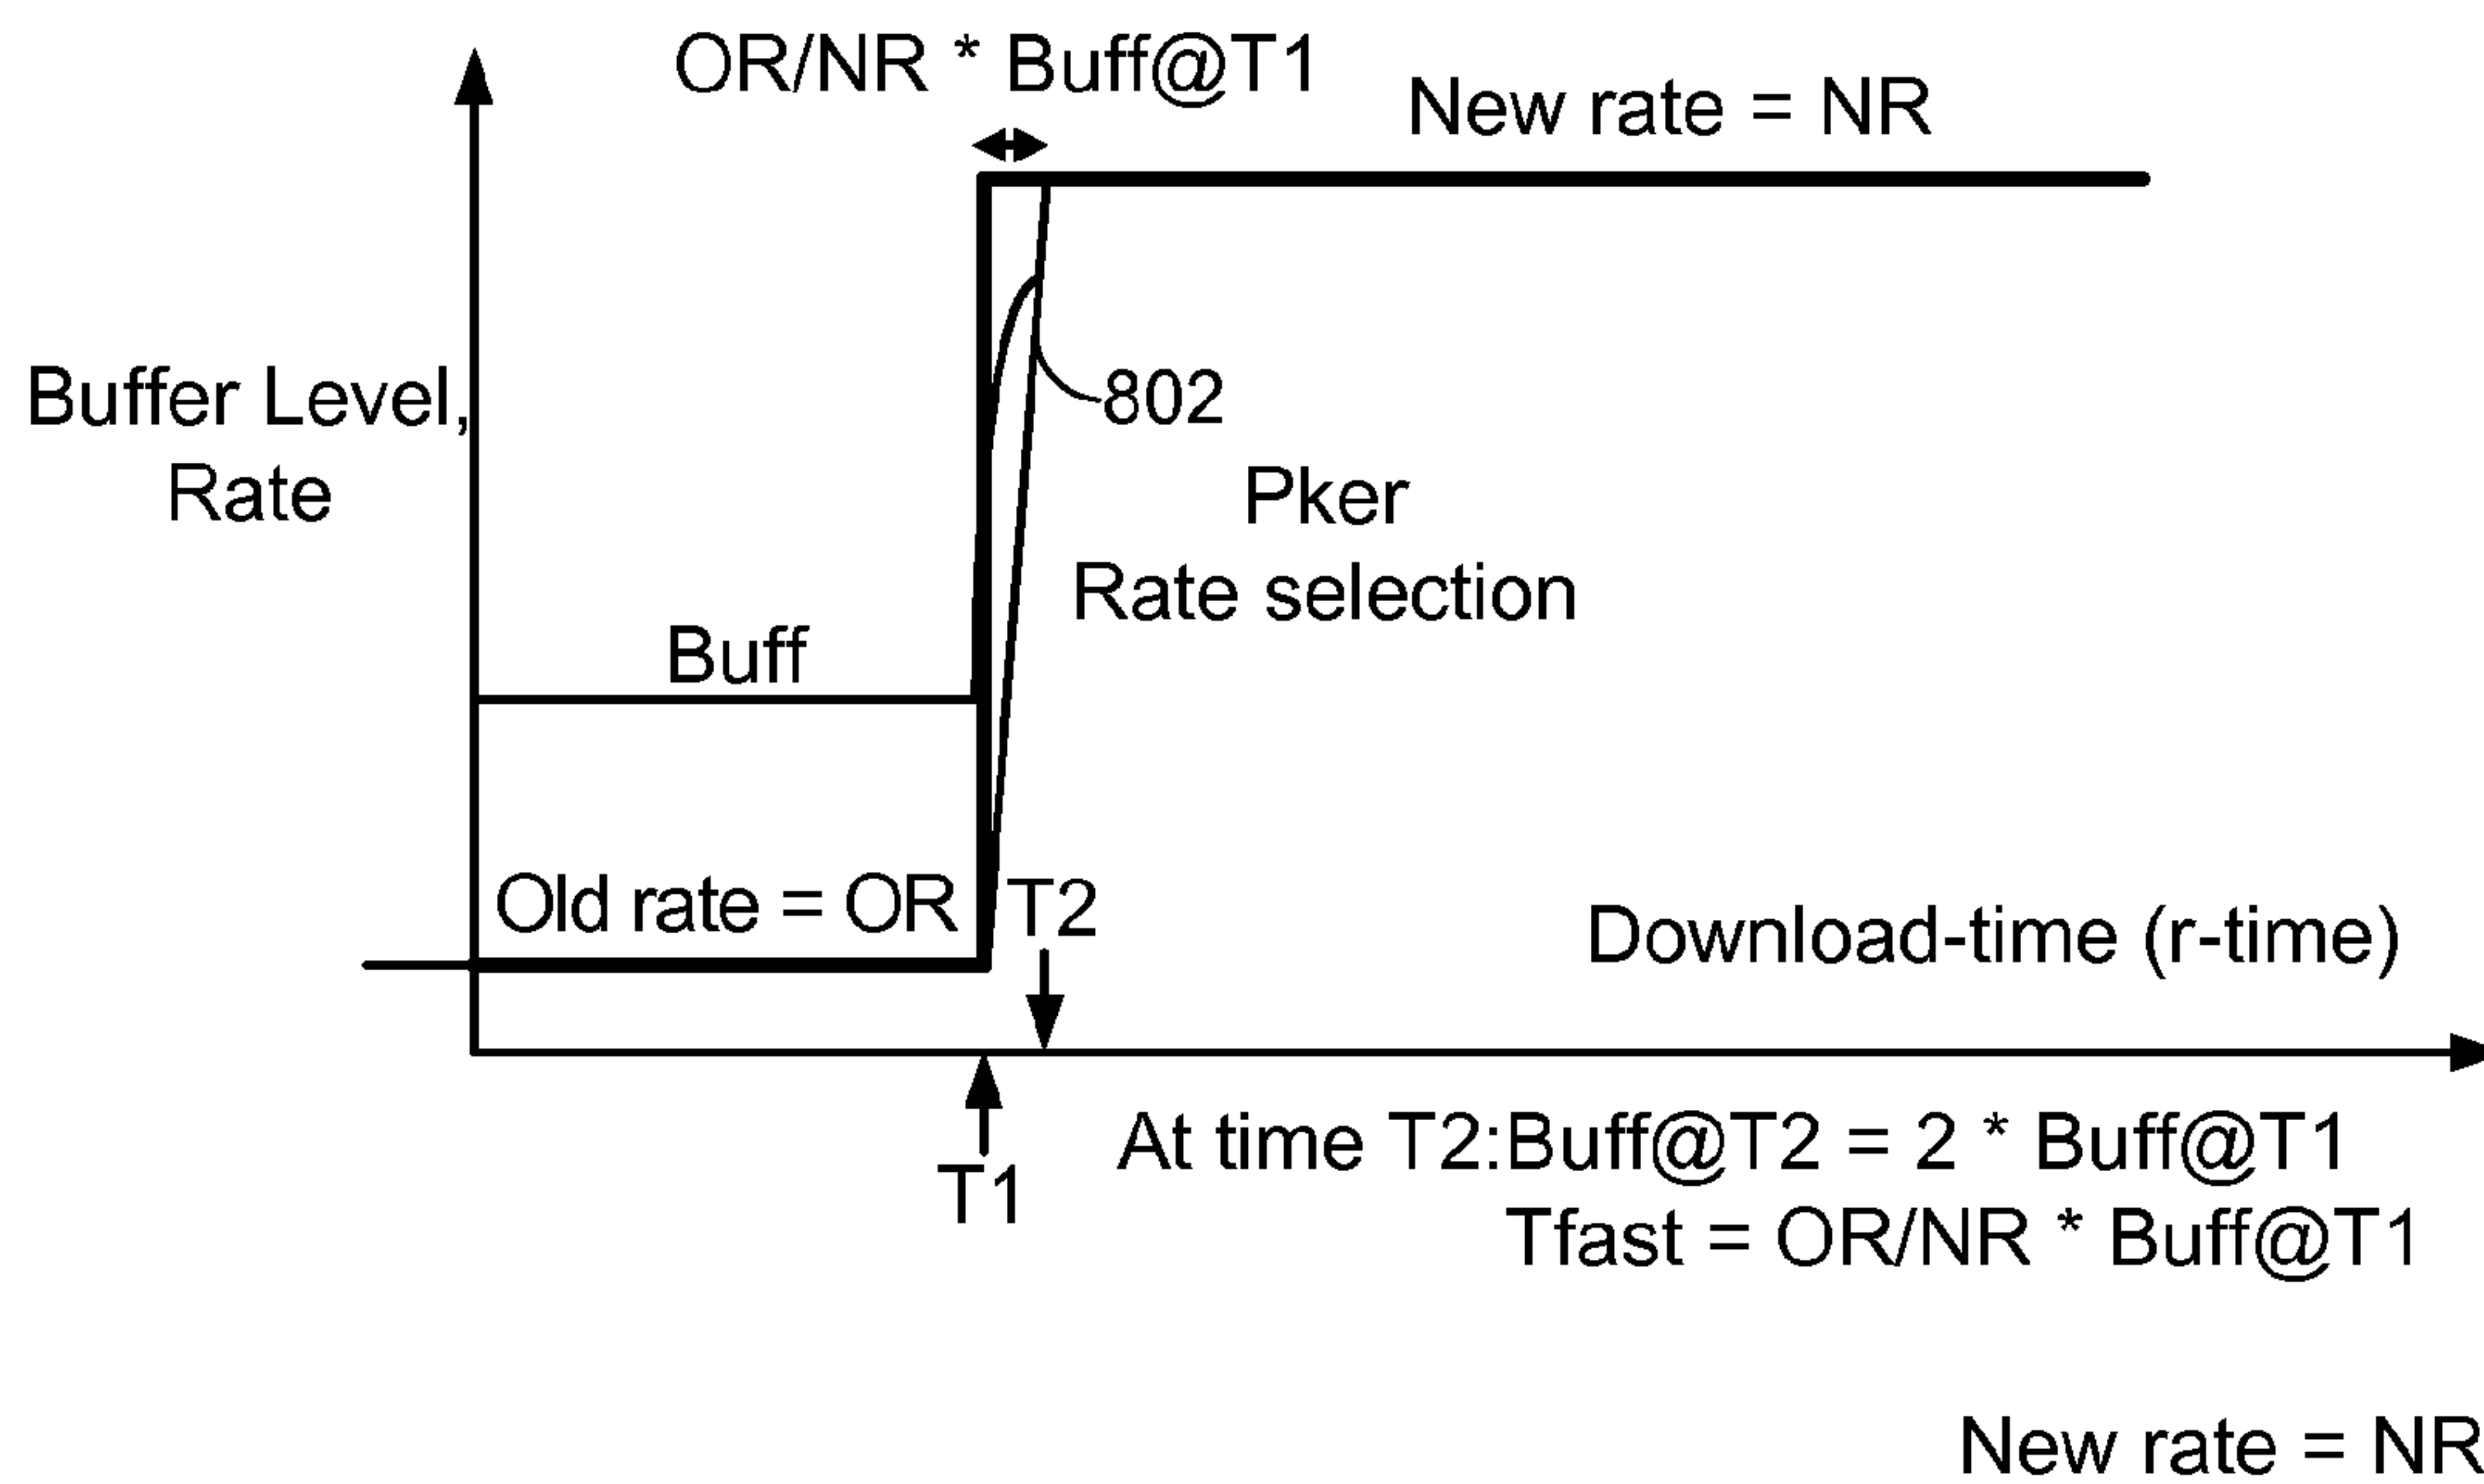 OR/NR * Buff@T1
New rate = NR
Buffer Level,
Rate
802
Pker
Rate selection
Buff
Old rate = OR
T2
Download-time (r-time)
T1
At time T2:Buff@T2 = 2 * Buff@T1
Tfast = OR/NR * Buff@T1
New rate = NR